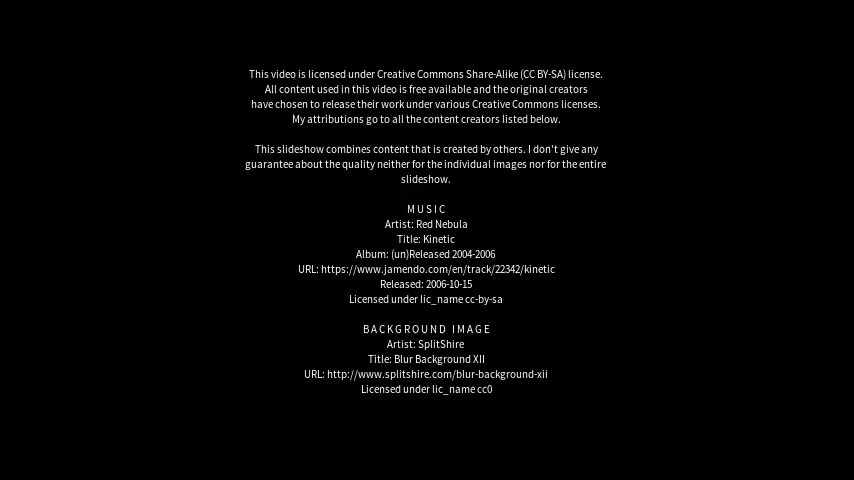 This video is licensed under Creative Commons Share-Alike (CC BY-SA) license.
All content used in this video is free available and the original creators
have chosen to release their work under various Creative Commons licenses.
My attributions go to all the content creators listed below.
This slideshow combines content that is created by others. I don't give any
guarantee about the quality neither for the individual images nor for the entire
slideshow.
MUSIC
Artist: Red Nebula
Title: Kinetic
Album: (un)Released 2004-2006
URL: https://www.jamendo.com/en/track/22342/kinetic
Released: 2006-10-15
Licensed under lic_name cc-by-sa
BACKGROUND IMAGE
Artist: SplitShire
Title: Blur Background XII
URL: http://www.splitshire.com/blur-background-xii
Licensed under lic_name cc0